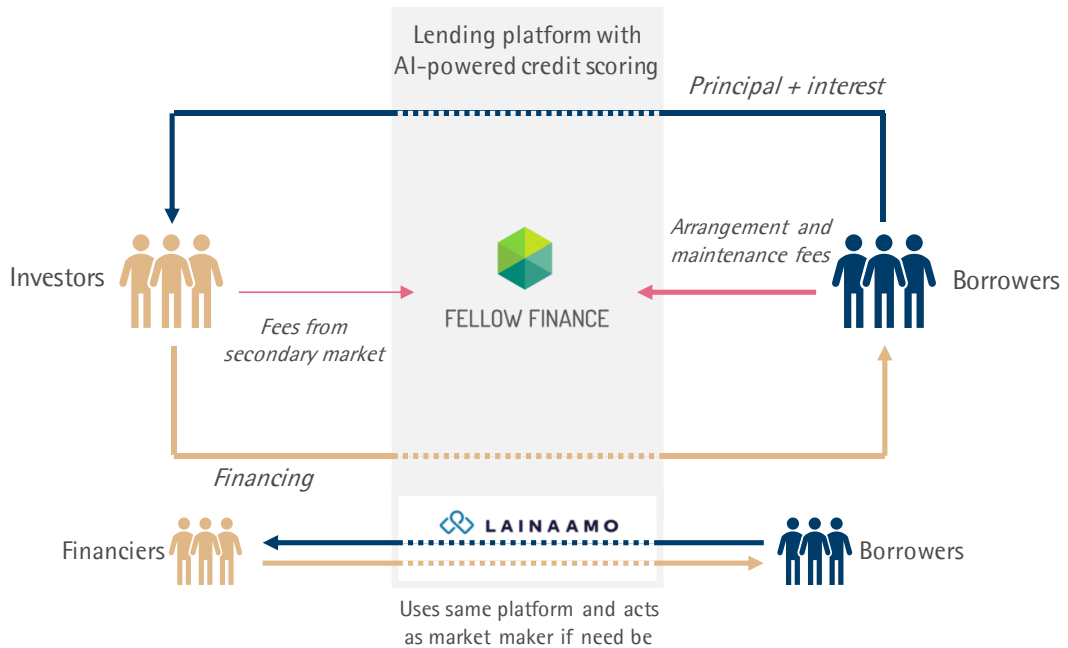 Lending platform with
AI-powered credit scoring
Principal + interest
Arrangement and
maintenance fees
Investors
Borrowers
FELLOW FINANCE
Fees from
secondary market
Financing
LAINAAMO
Financiers
Borrowers
Uses same platform and acts
as market maker if need be